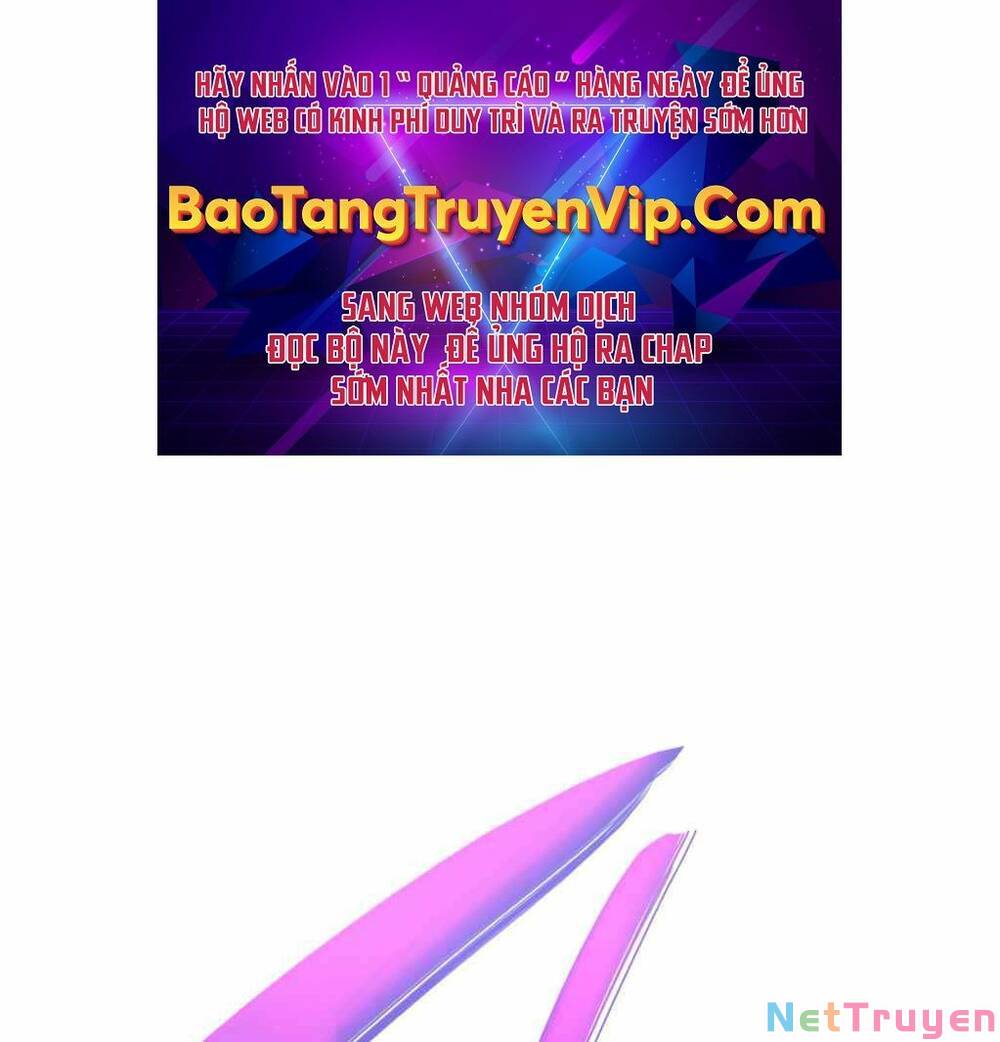 HÃY NHẤN VÀO 1 “ QUẢNG CÁO ” HÀNG NGÀY ĐỂ ỦNG
HỘ WEB CÓ KINH PHÍ DUY TRÌ VÀ RA TRUYỆN SỚM HƠN
BaoTangTruyenVip.Com
SANG WEB NHÓM DỊCH
ĐỌC BỘ NÀY ĐỂ ỦNG HỘ RA CHAP
SỚM NHẤT NHA CÁC BẠN
NetTruyen